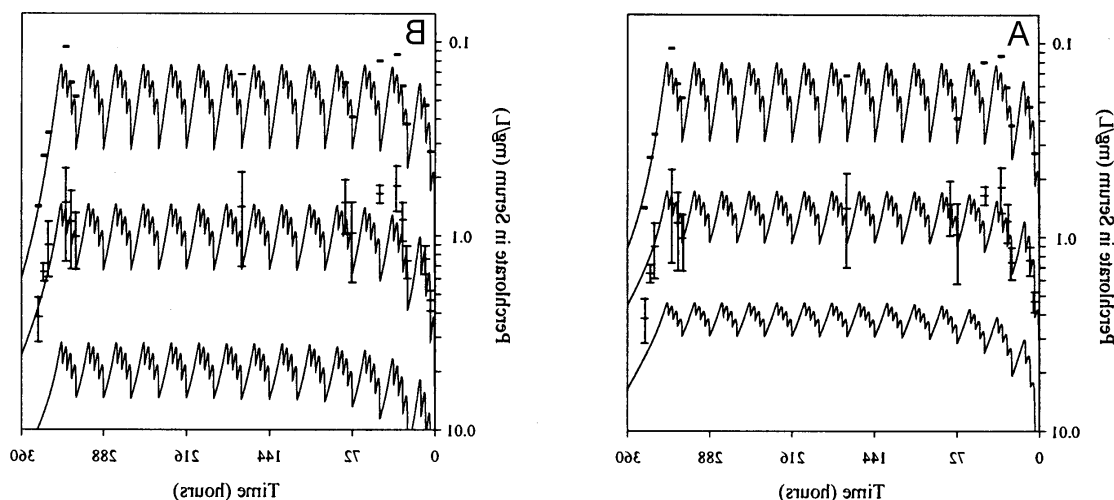 B
0.1
1.0
10.0
Perchlorate in Serum (mg/L)
360 288 216 144 72 0
Time (hours)
A
0.1
1.0
10.0
Perchlorate in Serum (mg/L)
360 288 216 144 72 0
Time (hours)